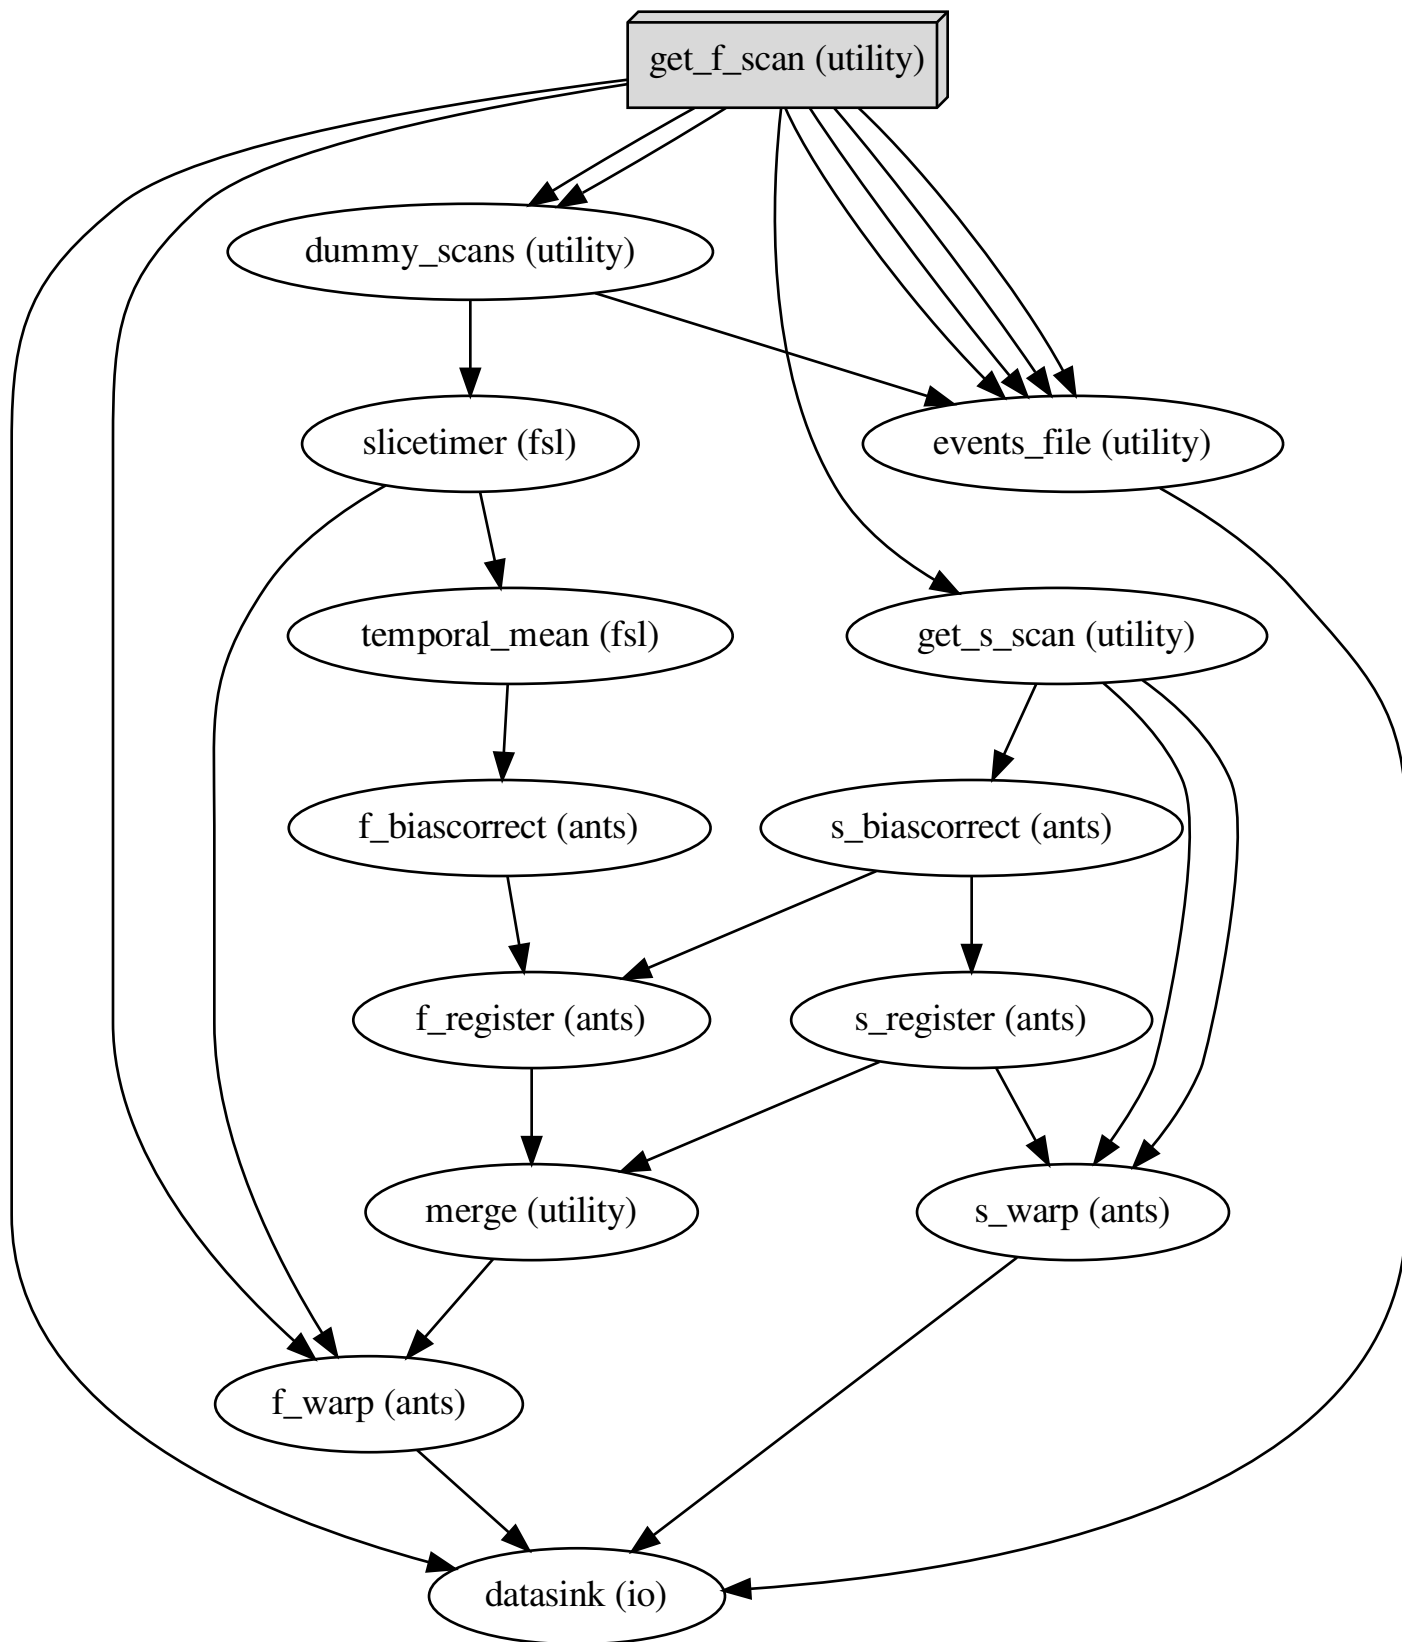 get_f_scan (utility)
dummy_scans (utility)
slicetimer (fsl)
events_file (utility)
temporal_mean (fsl)
get_s_scan (utility)
f_biascorrect (ants)
s_biascorrect (ants)
f_register (ants)
s_register (ants)
merge (utility)
s_warp (ants)
f_warp (ants)
datasink (io)